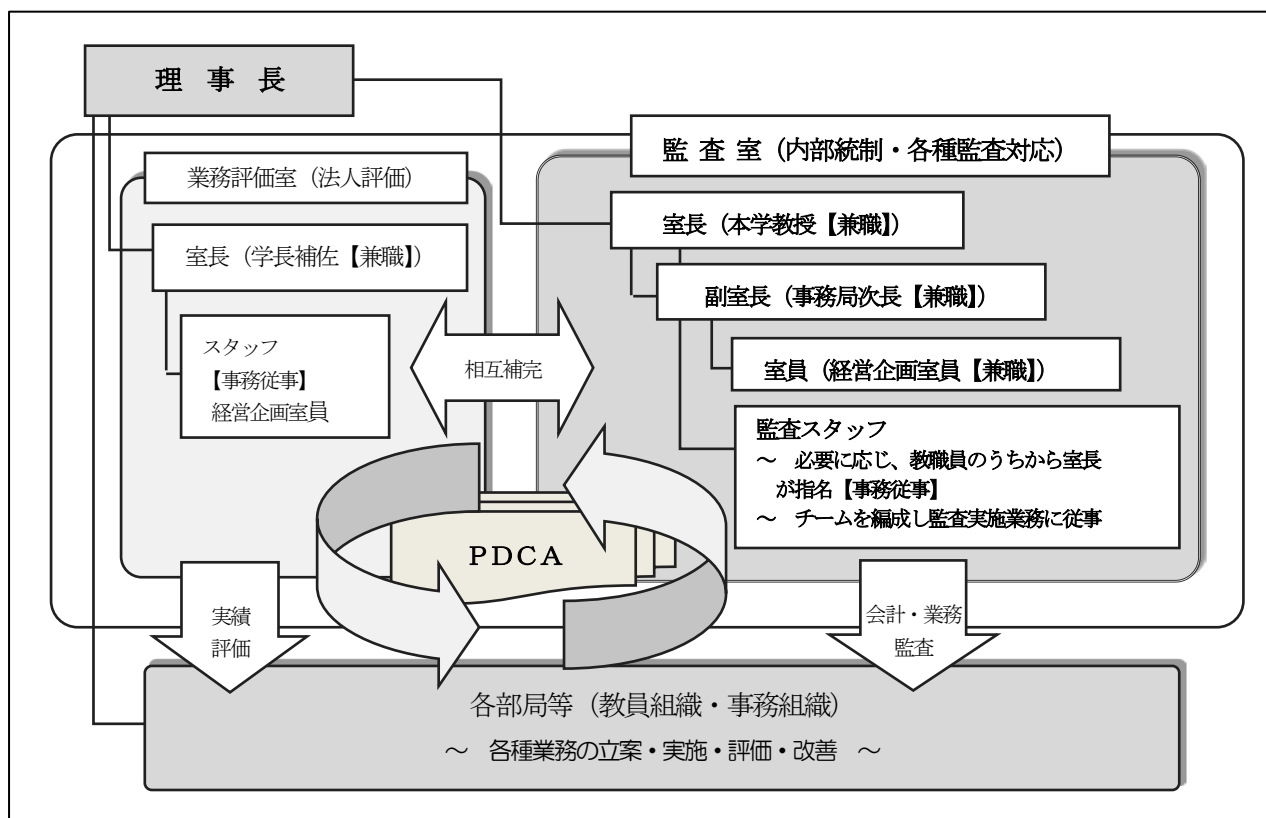 理 事 長
監 査 室（内部統制・各種監査対応）
業務評価室（法人評価）
室長（本学教授【兼職】）
室長（学長補佐【兼職】）
副室長（事務局次長【兼職】）
スタッフ
【事務従事】
経営企画室員
相互補完
室員（経営企画室員【兼職】）
監査スタッフ
～ 必要に応じ、教職員のうちから室長
が指名【事務従事】
～ チームを編成し監査実施業務に従事
PDCA
実績
評価
会計・業務
監査
各部局等（教員組織・事務組織）
～ 各種業務の立案・実施・評価・改善 ～